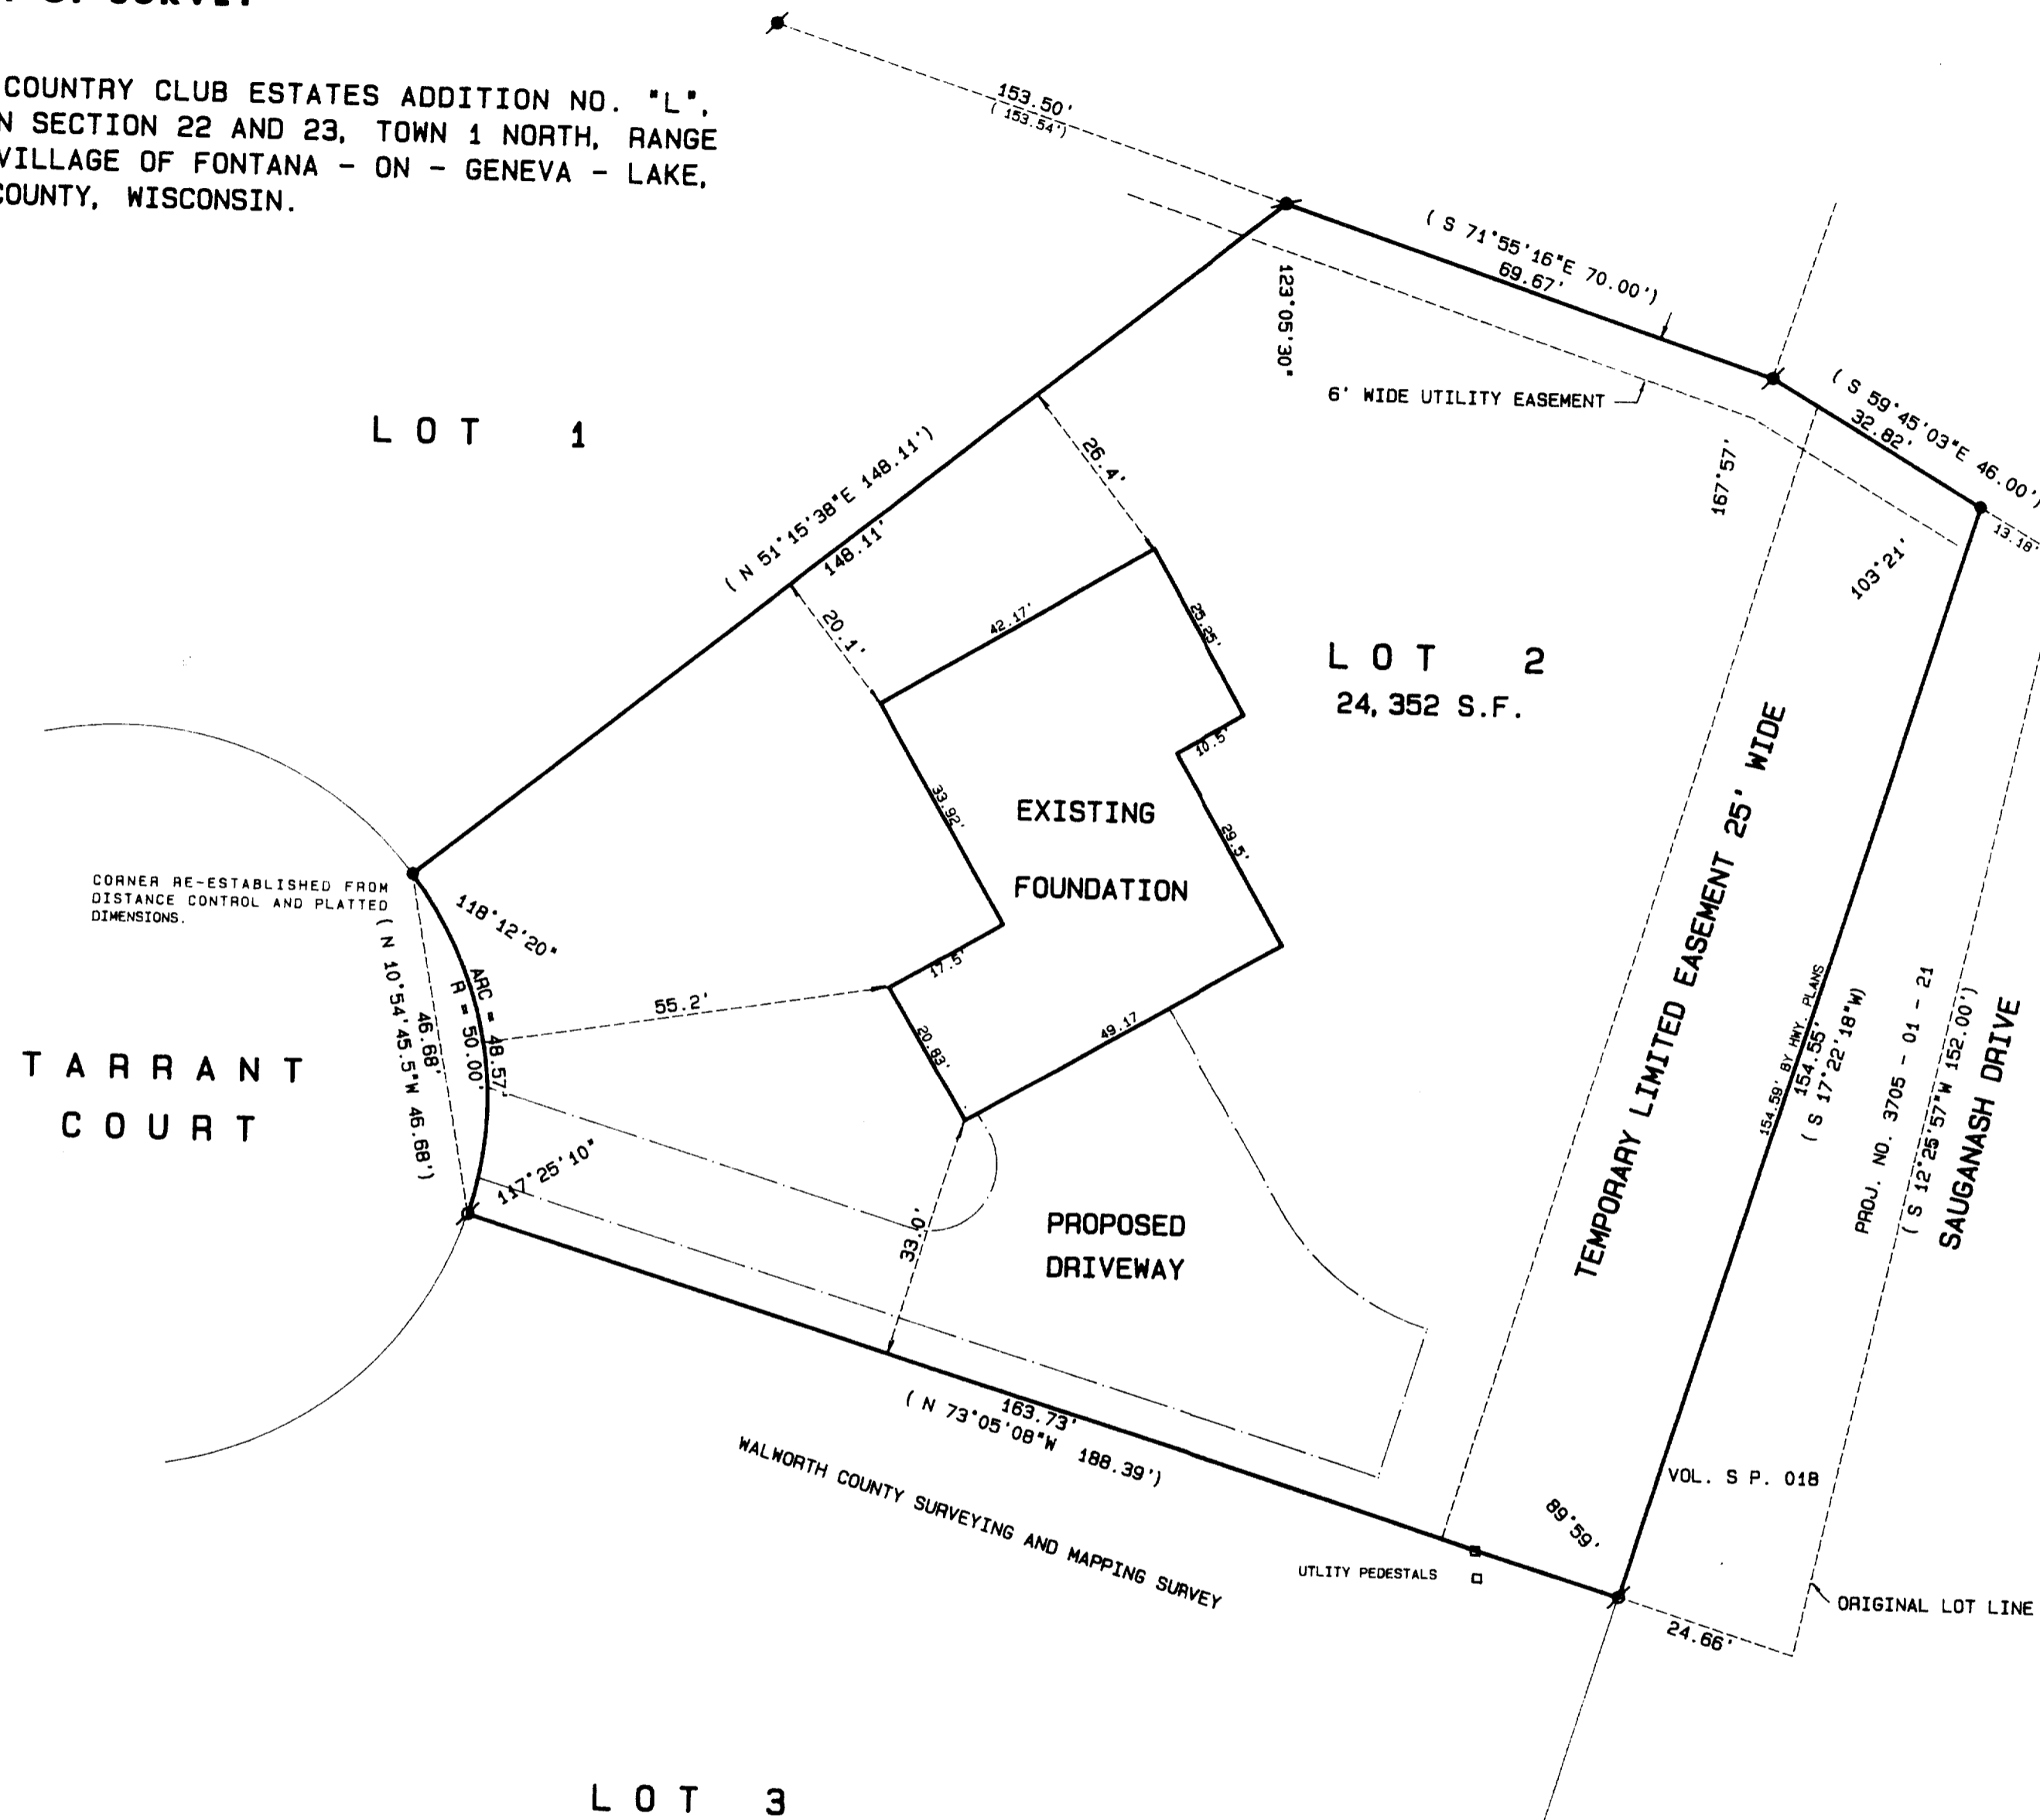 COUNTRY CLUB ESTATES ADDITION NO. "L",
N SECTION 22 AND 23, TOWN 1 NORTH, RANGE
VILLAGE OF FONTANA - ON - GENEVA - LAKE,
COUNTY, WISCONSIN.
153.50'
( 153.54')
( S 71°55'16"E 70.00')
69.67'
123°05'30"
6' WIDE UTILITY EASEMENT
( S 59°45'03"E 46.00')
32.82'
13.18'
167°57'
103°21'
LOT 1
( N 51°15'38"E 148.11')
148.11'
26.4'
20.1'
42.17'
25.25'
LOT 2
24,352 S.F.
10.5'
33.92'
29.5'
EXISTING
FOUNDATION
17.5'
20.83'
49.17
55.2'
CORNER RE-ESTABLISHED FROM
DISTANCE CONTROL AND PLATTED
DIMENSIONS.
118°12'20"
ARC = 48.57'
R = 50.00'
46.68'
( N 10°54'45.5"W 46.68')
TARRANT
COURT
117°25'10"
33.0'
PROPOSED
DRIVEWAY
TEMPORARY LIMITED EASEMENT 25' WIDE
154.59' BY HWY. PLANS
154.55'
( S 17°22'18"W)
PROJ. NO. 3705 - 01 - 21
( S 12°25'57"W 152.00')
SAUGANASH DRIVE
163.73'
( N 73°05'08"W 188.39')
WALWORTH COUNTY SURVEYING AND MAPPING SURVEY
VOL. S P. 018
89°59'
UTLITY PEDESTALS
ORIGINAL LOT LINE
24.66'
LOT 3